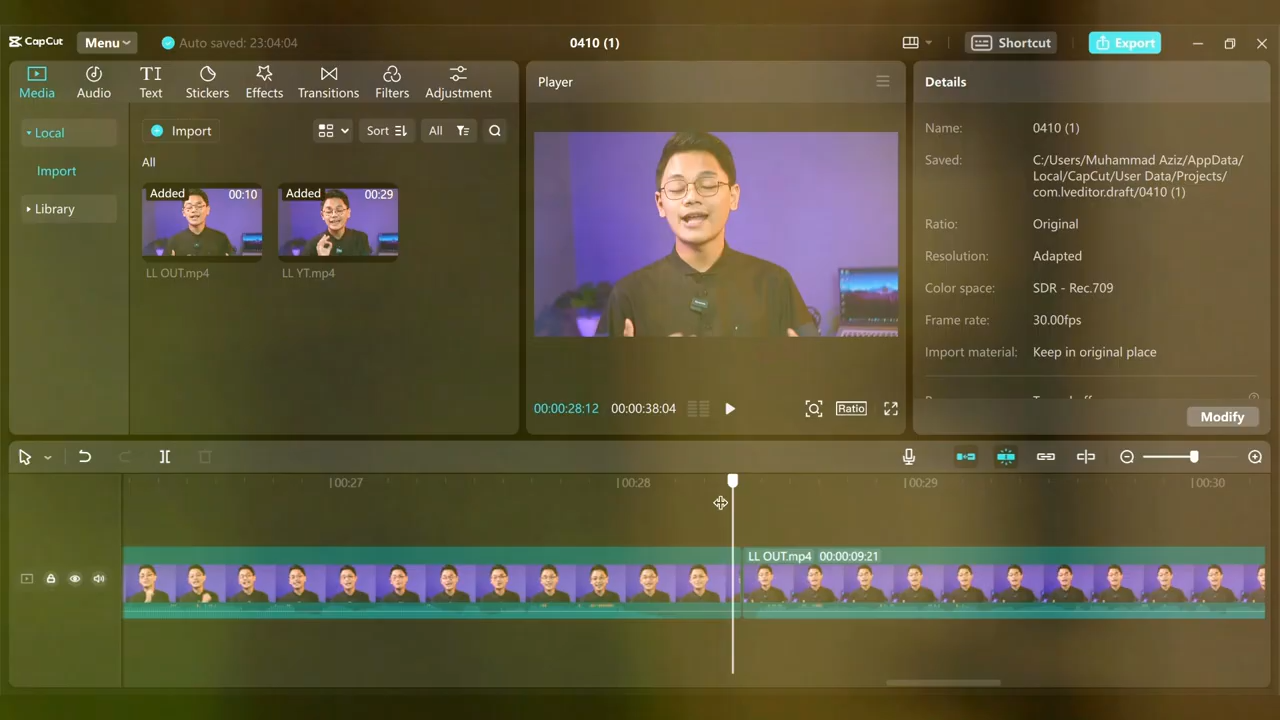 CapCut
Menu
Auto saved: 23:04:04
0410 (1)
Shortcut
Export
Media
Audio
TI
Text
Stickers
Effects
Transitions
Filters
Adjustment
Local
Import
Library
Import
Sort
All
All
Added 00:10
LL OUT.mp4
Added 00:29
LL YT.mp4
Player
00:00:28:12 00:00:38:04
Ratio
Details
Name: 0410 (1)
Saved: C:/Users/Muhammad Aziz/AppData/
Local/CapCut/User Data/Projects/
com.lveditor.draft/0410 (1)
Ratio: Original
Resolution: Adapted
Color space: SDR - Rec.709
Frame rate: 30.00fps
Import material: Keep in original place
Modify
00:27
00:28
00:29
00:30
LL OUT.mp4 00:00:09:21